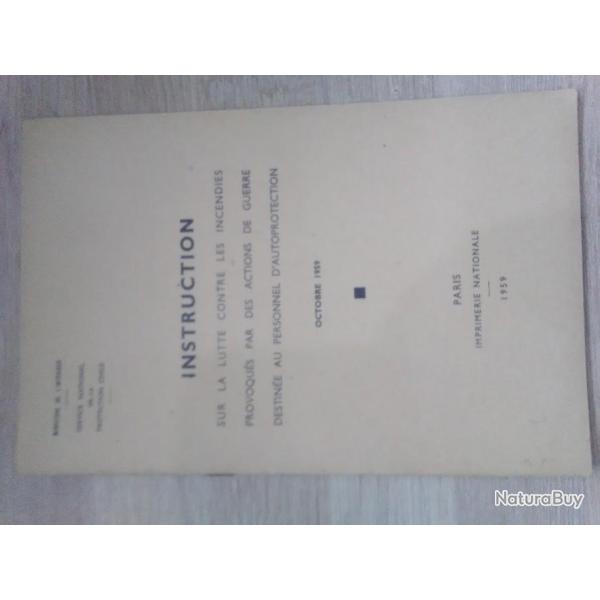 MINISTÈRE DE L'INTÉRIEUR
SERVICE NATIONAL
DE LA
PROTECTION CIVILE
INSTRUCTION
SUR LA LUTTE CONTRE LES INCENDIES
PROVOQUÉS PAR DES ACTIONS DE GUERRE
DESTINÉE AU PERSONNEL D'AUTOPROTECTION
OCTOBRE 1959
PARIS
IMPRIMERIE NATIONALE
1959
NaturaBuy